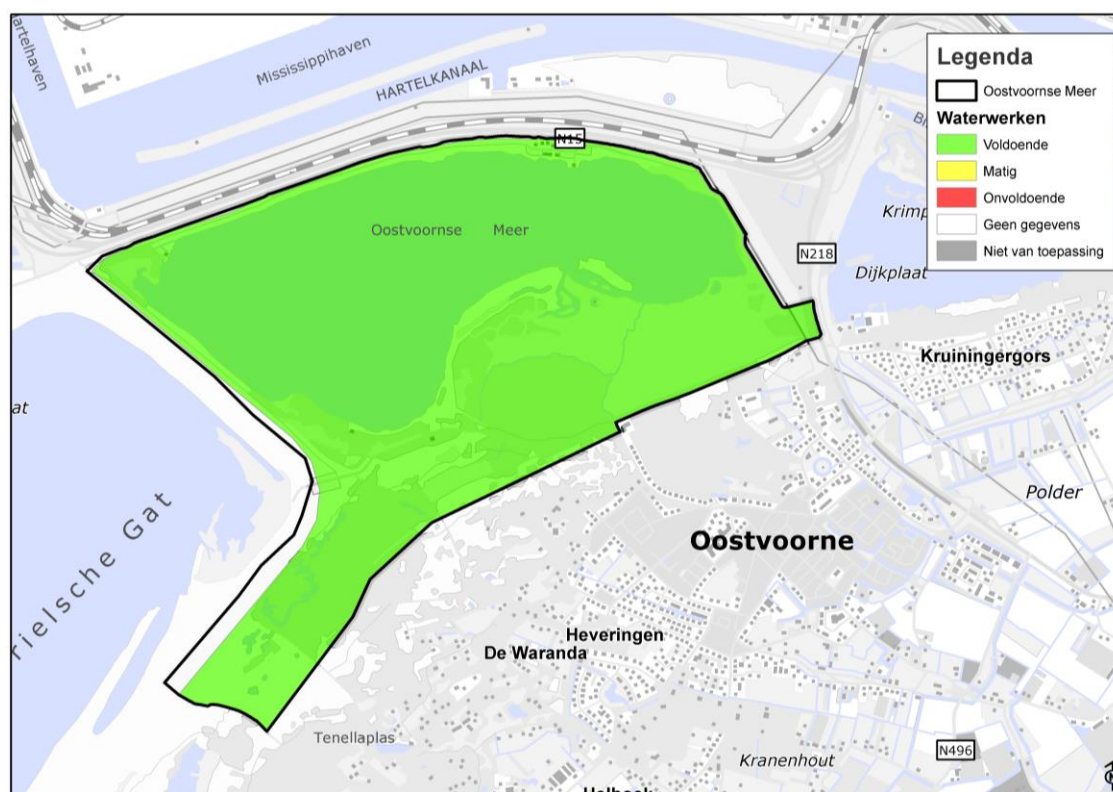 Hartelhaven
Mississippihaven
HARTELKANAAL
N15
Legenda
Oostvoornse Meer
Waterwerken
Voldoende
Matig
Onvoldoende
Geen gegevens
Niet van toepassing
Oostvoornse Meer
N218
Krimp
Dijkplaat
Kruiningergors
at
rielsche Gat
Polder
Oostvoorne
Heveringen
De Waranda
Tenellaplas
Kranenhout
N496